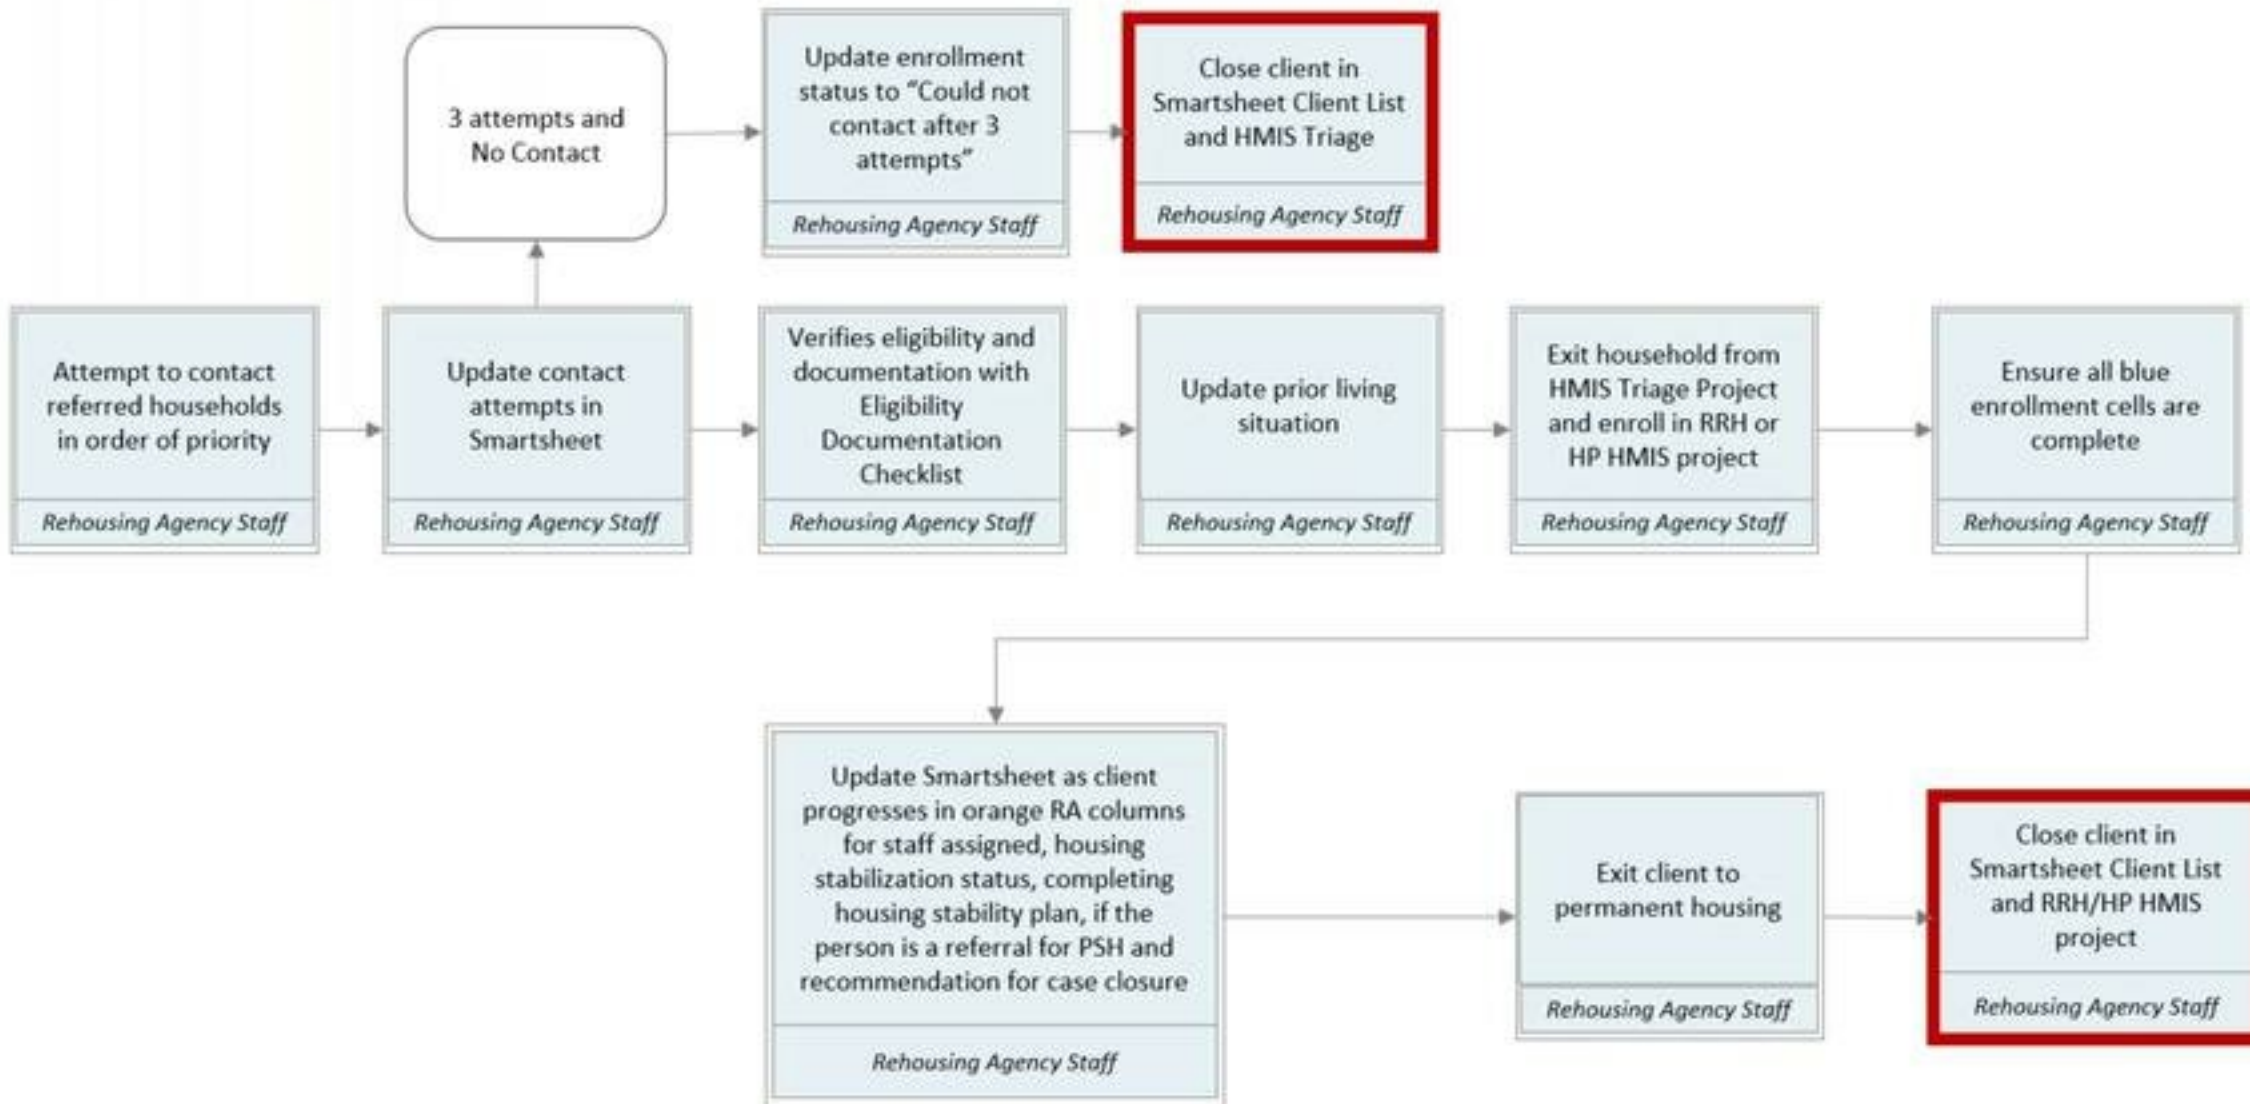 3 attempts and
No Contact
Update enrollment
status to "Could not
contact after 3
attempts"
Rehousing Agency Staff
Close client in
Smartsheet Client List
and HMIS Triage
Rehousing Agency Staff
Attempt to contact
referred households
in order of priority
Rehousing Agency Staff
Update contact
attempts in
Smartsheet
Rehousing Agency Staff
Verifies eligibility and
documentation with
Eligibility
Documentation
Checklist
Rehousing Agency Staff
Update prior living
situation
Rehousing Agency Staff
Exit household from
HMIS Triage Project
and enroll in RRH or
HP HMIS project
Rehousing Agency Staff
Ensure all blue
enrollment cells are
complete
Rehousing Agency Staff
Update Smartsheet as client
progresses in orange RA columns
for staff assigned, housing
stabilization status, completing
housing stability plan, if the
person is a referral for PSH and
recommendation for case closure
Rehousing Agency Staff
Exit client to
permanent housing
Rehousing Agency Staff
Close client in
Smartsheet Client List
and RRH/HP HMIS
project
Rehousing Agency Staff